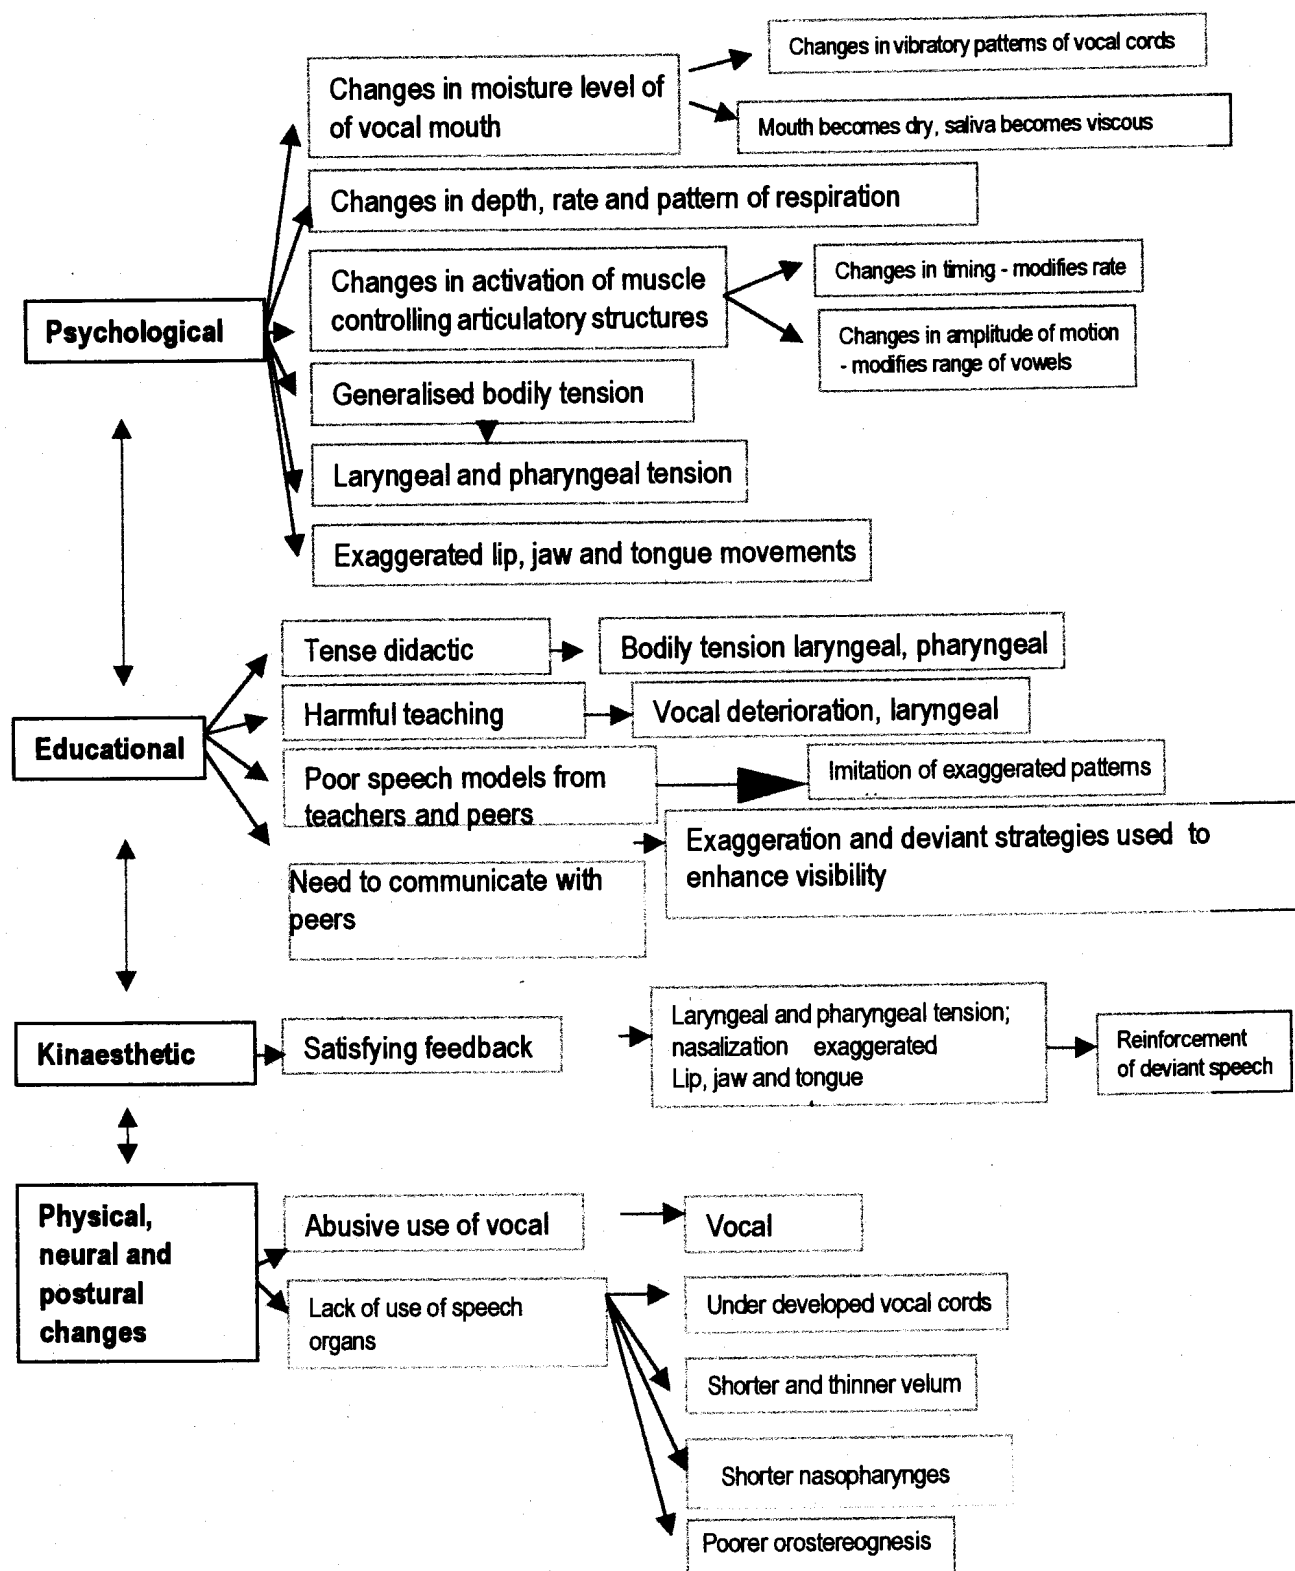 Changes in vibratory patterns of vocal cords
Changes in moisture level of
of vocal mouth
Mouth becomes dry, saliva becomes viscous
Changes in depth, rate and pattern of respiration
Changes in activation of muscle
controlling articulatory structures
Changes in timing - modifies rate
Changes in amplitude of motion
- modifies range of vowels
Psychological
Generalised bodily tension
Laryngeal and pharyngeal tension
Exaggerated lip, jaw and tongue movements
Tense didactic
Bodily tension laryngeal, pharyngeal
Harmful teaching
Vocal deterioration, laryngeal
Educational
Poor speech models from
teachers and peers
Imitation of exaggerated patterns
Exaggeration and deviant strategies used to
enhance visibility
Need to communicate with
peers
Kinaesthetic
Satisfying feedback
Laryngeal and pharyngeal tension;
nasalization exaggerated
Lip, jaw and tongue
Reinforcement
of deviant speech
Physical,
neural and
postural
changes
Abusive use of vocal
Vocal
Lack of use of speech
organs
Under developed vocal cords
Shorter and thinner velum
Shorter nasopharynges
Poorer orostereognesis